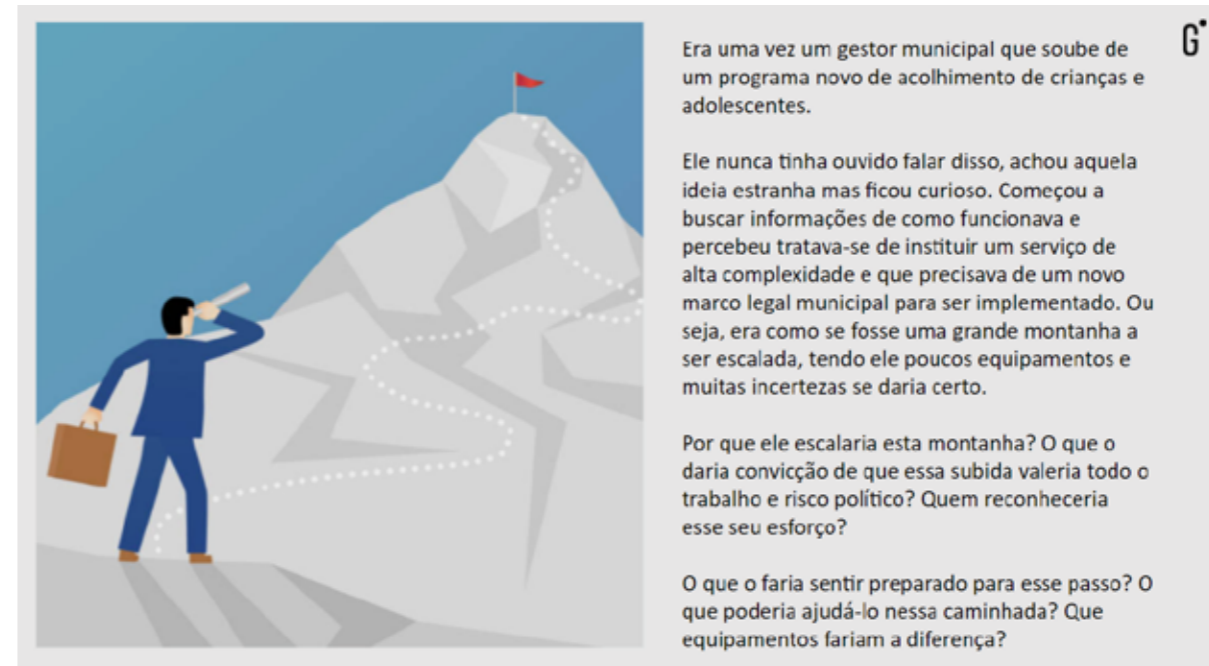 Era uma vez um gestor municipal que soube de
um programa novo de acolhimento de crianças e
adolescentes.
Ele nunca tinha ouvido falar disso, achou aquela
ideia estranha mas ficou curioso. Começou a
buscar informações de como funcionava e
percebeu tratava-se de instituir um serviço de
alta complexidade e que precisava de um novo
marco legal municipal para ser implementado. Ou
seja, era como se fosse uma grande montanha a
ser escalada, tendo ele poucos equipamentos e
muitas incertezas se daria certo.
Por que ele escalaria esta montanha? O que o
daria convicção de que essa subida valeria todo o
trabalho e risco político? Quem reconheceria
esse seu esforço?
O que o faria sentir preparado para esse passo? O
que poderia ajudá-lo nessa caminhada? Que
equipamentos fariam a diferença?
G